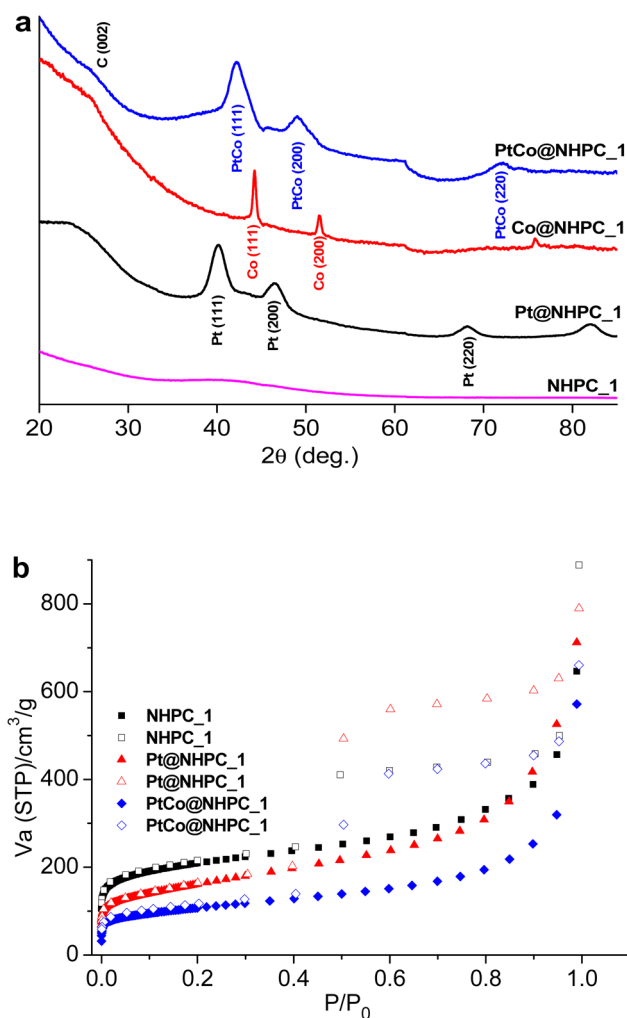 a
C (002)
PtCo (111)
PtCo (200)
PtCo (220)
PtCo@NHPC_1
Co (111)
Co (200)
Co@NHPC_1
Pt (111)
Pt (200)
Pt (220)
Pt@NHPC_1
NHPC_1
20 30 40 50 60 70 80
2θ (deg.)
b
Va (STP)/cm³/g
800
600
400
200
0
NHPC_1
NHPC_1
Pt@NHPC_1
Pt@NHPC_1
PtCo@NHPC_1
PtCo@NHPC_1
0.0 0.2 0.4 0.6 0.8 1.0
P/P₀